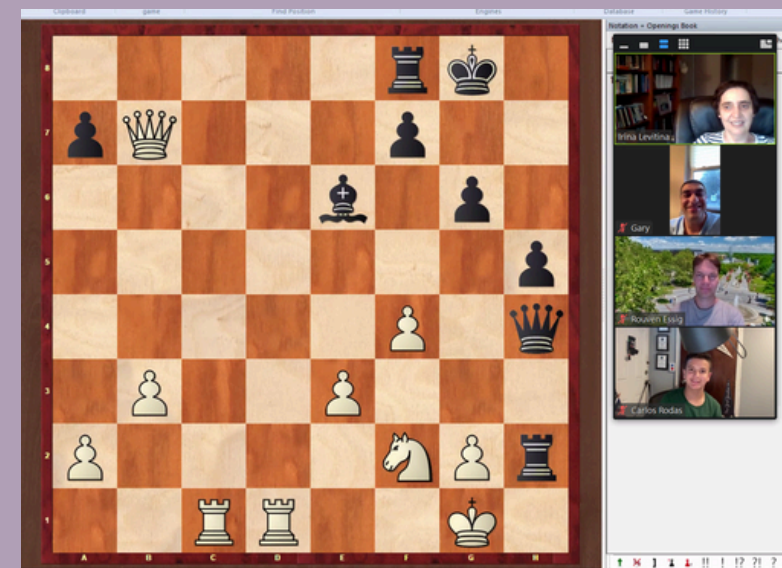 Clipboard game Find Position Engines Database Game History
Notation + Openings Book
8
Irina Levitina
7
6
Gary
5
4
Rouven Essig
3
Carlos Rodas
2
1
A B C D E F G H
!! ! !? ?! ?